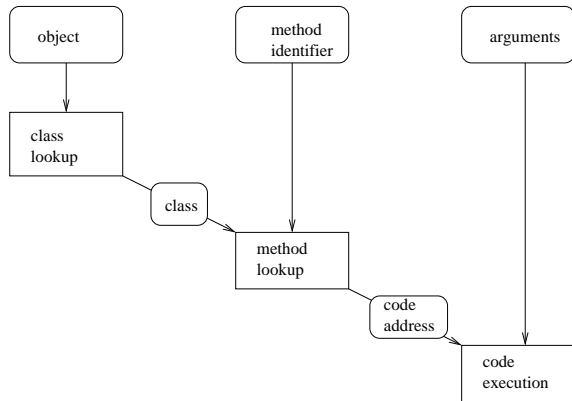 object
method
identifier
arguments
class
lookup
class
method
lookup
code
address
code
execution